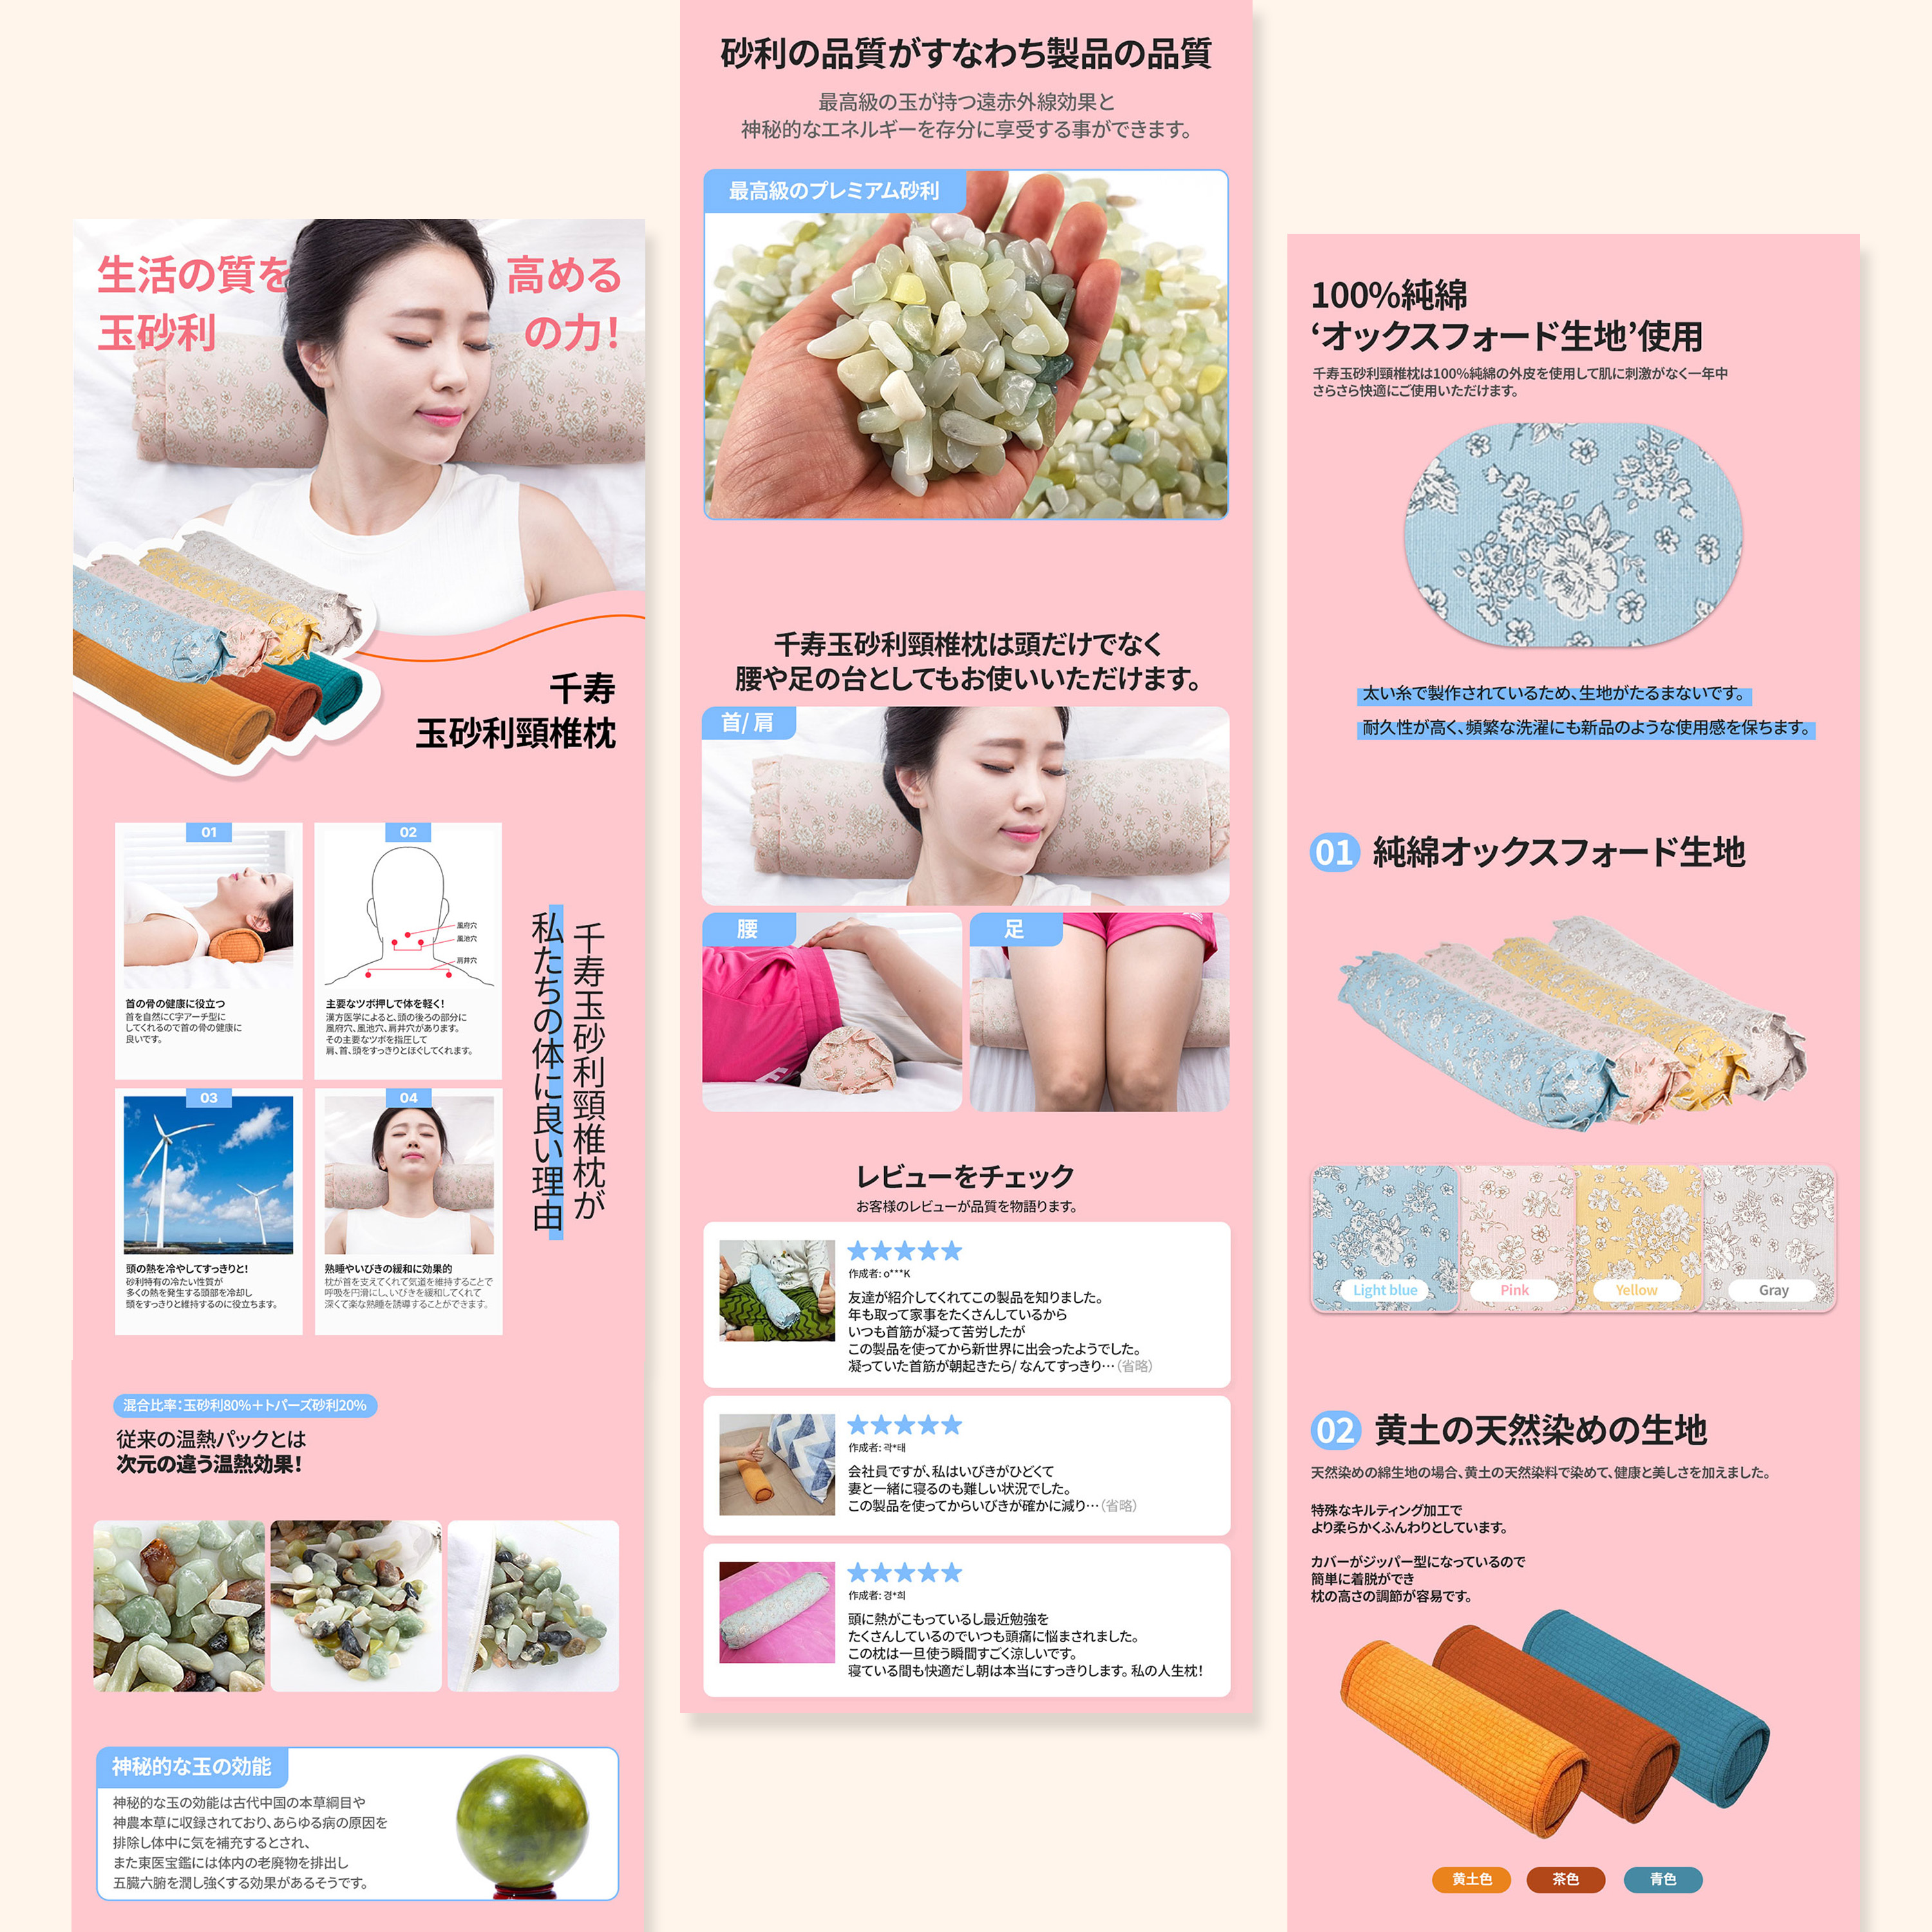 生活の質を高める
玉砂利の力!
千寿
玉砂利頸椎枕
千寿玉砂利頸椎枕が
私たちの体に良い理由
01
首の骨の健康に役立つ
首を自然にC字アーチ型に
してくれるので首の骨の健康に
良いです。
02
風府穴
風池穴
肩井穴
主要なツボ押しで体を軽く!
漢方医学によると、頭の後ろの部分に
風府穴、風池穴、肩井穴があります。
その主要なツボを指圧して
肩、首、頭をすっきりとほぐしてくれます。
03
頭の熱を冷やしてすっきりと!
砂利特有の冷たい性質が
多くの熱を発生する頭部を冷却し
頭をすっきりと維持するのに役立ちます。
04
熟睡やいびきの緩和に効果的
枕が首を支えてくれて気道を維持することで
呼吸を円滑にし、いびきを緩和してくれて
深くて楽な熟睡を誘導することができます。
混合比率:玉砂利80%+トパーズ砂利20%
従来の温熱パックとは
次元の違う温熱効果!
神秘的な玉の効能
神秘的な玉の効能は古代中国の本草綱目や
神農本草に収録されており、あらゆる病の原因を
排除し体中に気を補充するとされ、
また東医宝鑑には体内の老廃物を排出し
五臓六腑を潤し強くする効果があるそうです。
砂利の品質がすなわち製品の品質
最高級の玉が持つ遠赤外線効果と
神秘的なエネルギーを存分に享受する事ができます。
最高級のプレミアム砂利
千寿玉砂利頸椎枕は頭だけでなく
腰や足の台としてもお使いいただけます。
首/ 肩
腰
足
レビューをチェック
お客様のレビューが品質を物語ります。
★★★★★
作成者: o***K
友達が紹介してくれてこの製品を知りました。
年も取って家事をたくさんしているから
いつも首筋が凝って苦労したが
この製品を使ってから新世界に出会ったようでした。
凝っていた首筋が朝起きたら/ なんてすっきり…(省略)
★★★★★
作成者: 곽*태
会社員ですが、私はいびきがひどくて
妻と一緒に寝るのも難しい状況でした。
この製品を使ってからいびきが確かに減り…(省略)
★★★★★
作成者: 경*희
頭に熱がこもっているし最近勉強を
たくさんしているのでいつも頭痛に悩まされました。
この枕は一旦使う瞬間すごく涼しいです。
寝ている間も快適だし朝は本当にすっきりします。私の人生枕!
100%純綿
‘オックスフォード生地’使用
千寿玉砂利頸椎枕は100%純綿の外皮を使用して肌に刺激がなく一年中
さらさら快適にご使用いただけます。
太い糸で製作されているため、生地がたるまないです。
耐久性が高く、頻繁な洗濯にも新品のような使用感を保ちます。
01 純綿オックスフォード生地
Light blue
Pink
Yellow
Gray
02 黄土の天然染めの生地
天然染めの綿生地の場合、黄土の天然染料で染めて、健康と美しさを加えました。
特殊なキルティング加工で
より柔らかくふんわりとしています。
カバーがジッパー型になっているので
簡単に着脱ができ
枕の高さの調節が容易です。
黄土色
茶色
青色